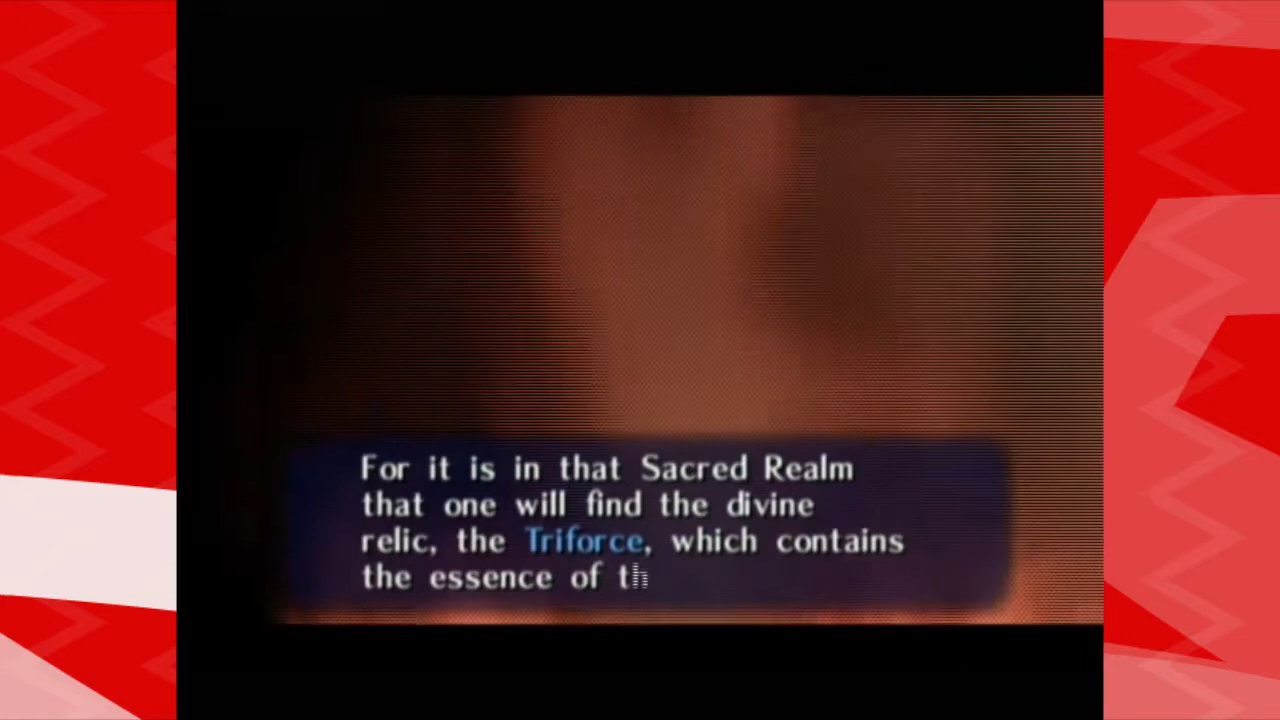 For it is in that Sacred Realm
that one will find the divine
relic, the Triforce, which contains
the essence of th